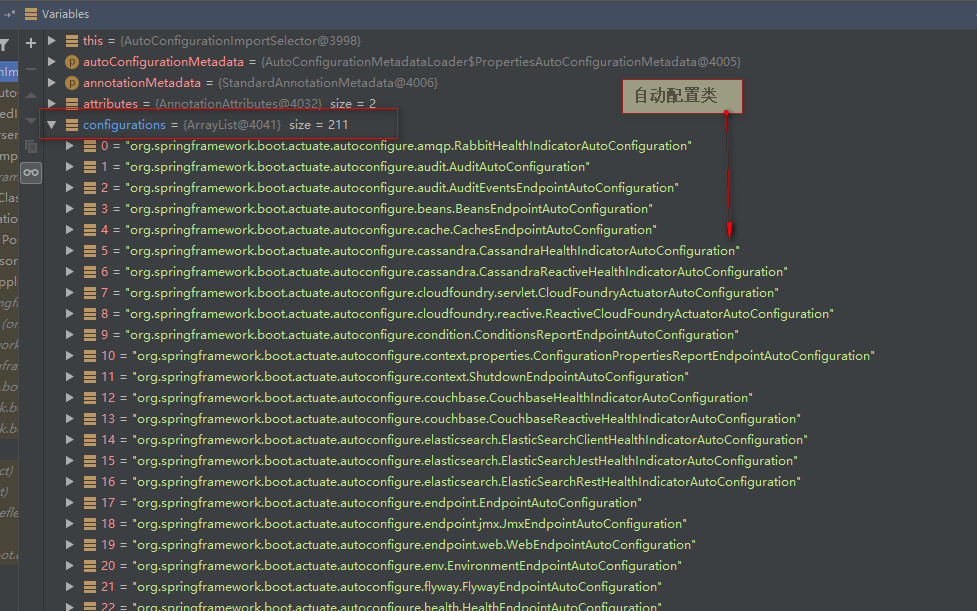 Variables
this = {AutoConfigurationImportSelector@3998}
autoConfigurationMetadata = {AutoConfigurationMetadataLoader$PropertiesAutoConfigurationMetadata@4005}
annotationMetadata = {StandardAnnotationMetadata@4006}
自动配置类
attributes = {AnnotationAttributes@4032} size = 2
configurations = {ArrayList@4041} size = 211
0 = "org.springframework.boot.actuate.autoconfigure.amqp.RabbitHealthIndicatorAutoConfiguration"
1 = "org.springframework.boot.actuate.autoconfigure.audit.AuditAutoConfiguration"
2 = "org.springframework.boot.actuate.autoconfigure.audit.AuditEventsEndpointAutoConfiguration"
3 = "org.springframework.boot.actuate.autoconfigure.beans.BeansEndpointAutoConfiguration"
4 = "org.springframework.boot.actuate.autoconfigure.cache.CachesEndpointAutoConfiguration"
5 = "org.springframework.boot.actuate.autoconfigure.cassandra.CassandraHealthIndicatorAutoConfiguration"
6 = "org.springframework.boot.actuate.autoconfigure.cassandra.CassandraReactiveHealthIndicatorAutoConfiguration"
7 = "org.springframework.boot.actuate.autoconfigure.cloudfoundry.servlet.CloudFoundryActuatorAutoConfiguration"
8 = "org.springframework.boot.actuate.autoconfigure.cloudfoundry.reactive.ReactiveCloudFoundryActuatorAutoConfiguration"
9 = "org.springframework.boot.actuate.autoconfigure.condition.ConditionsReportEndpointAutoConfiguration"
10 = "org.springframework.boot.actuate.autoconfigure.context.properties.ConfigurationPropertiesReportEndpointAutoConfiguration"
11 = "org.springframework.boot.actuate.autoconfigure.context.ShutdownEndpointAutoConfiguration"
12 = "org.springframework.boot.actuate.autoconfigure.couchbase.CouchbaseHealthIndicatorAutoConfiguration"
13 = "org.springframework.boot.actuate.autoconfigure.couchbase.CouchbaseReactiveHealthIndicatorAutoConfiguration"
14 = "org.springframework.boot.actuate.autoconfigure.elasticsearch.ElasticSearchClientHealthIndicatorAutoConfiguration"
15 = "org.springframework.boot.actuate.autoconfigure.elasticsearch.ElasticSearchJestHealthIndicatorAutoConfiguration"
16 = "org.springframework.boot.actuate.autoconfigure.elasticsearch.ElasticSearchRestHealthIndicatorAutoConfiguration"
17 = "org.springframework.boot.actuate.autoconfigure.endpoint.EndpointAutoConfiguration"
18 = "org.springframework.boot.actuate.autoconfigure.endpoint.jmx.JmxEndpointAutoConfiguration"
19 = "org.springframework.boot.actuate.autoconfigure.endpoint.web.WebEndpointAutoConfiguration"
20 = "org.springframework.boot.actuate.autoconfigure.env.EnvironmentEndpointAutoConfiguration"
21 = "org.springframework.boot.actuate.autoconfigure.flyway.FlywayEndpointAutoConfiguration"
22 = "org.springframework.boot.actuate.autoconfigure.health.HealthEndpointAutoConfiguration"